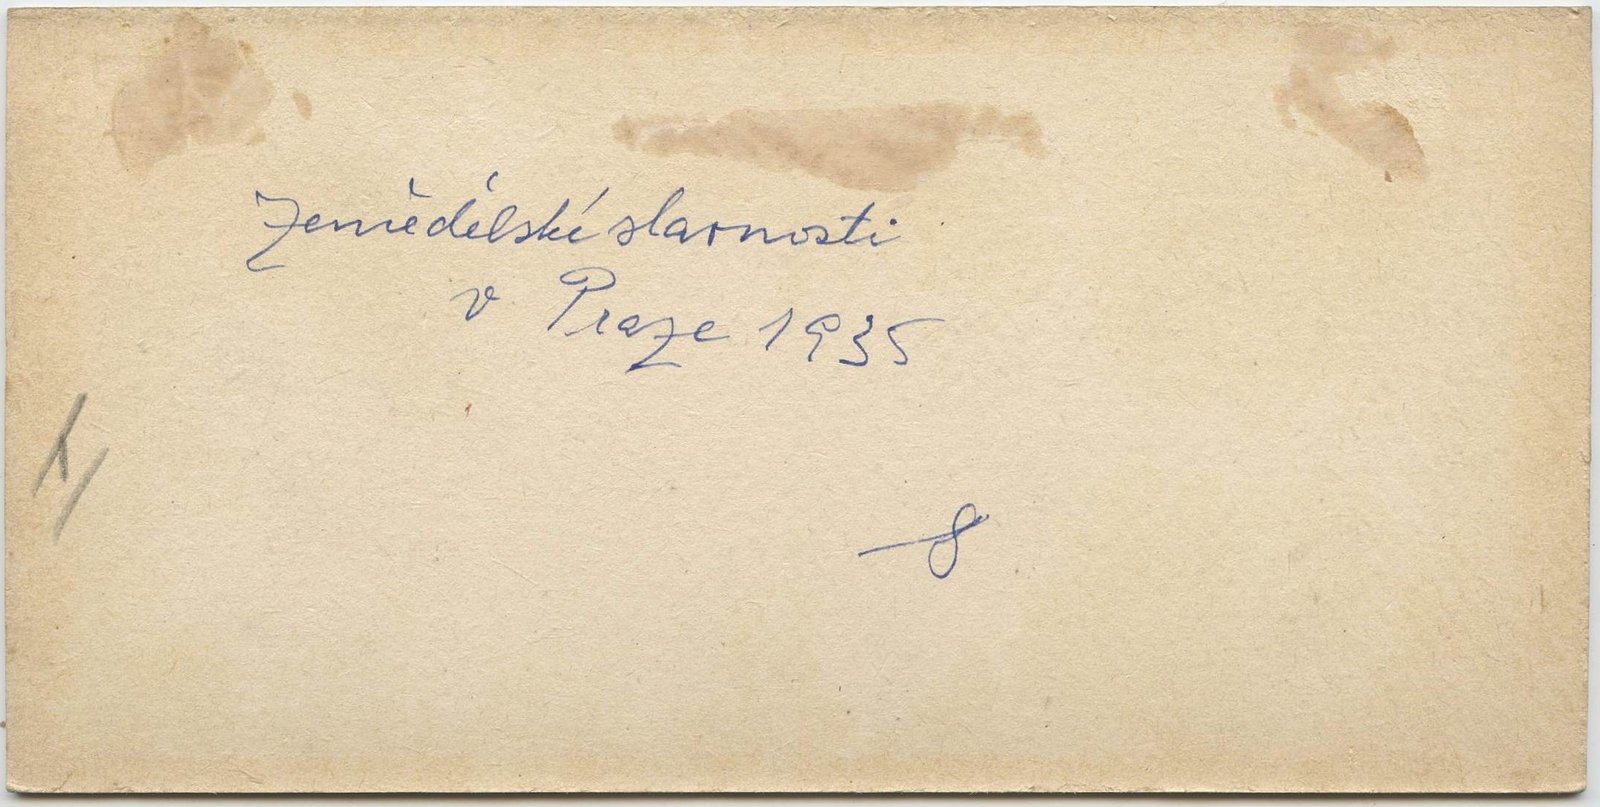 Zemědělské slavnosti
v Praze 1935
8